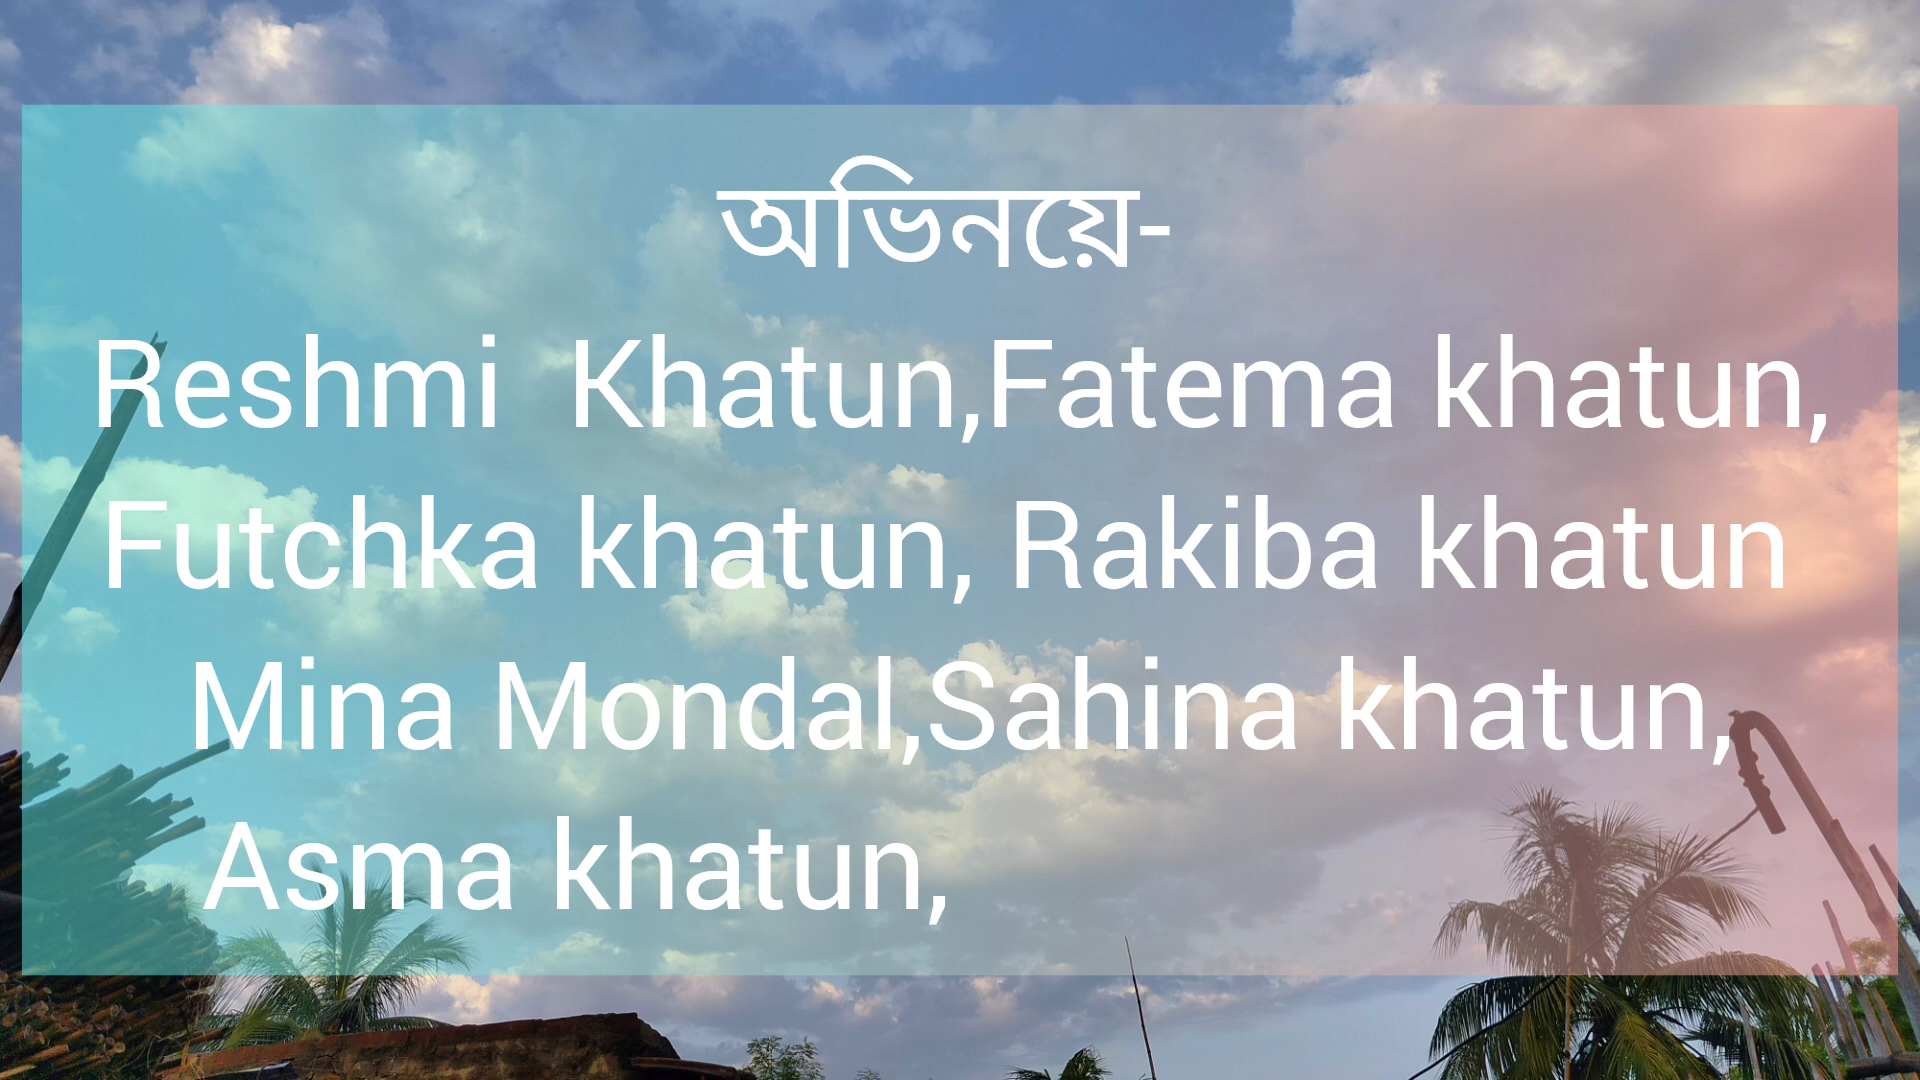 অভিনয়ে-
Reshmi  Khatun,Fatema khatun,
Futchka khatun, Rakiba khatun
Mina Mondal,Sahina khatun,
Asma khatun,